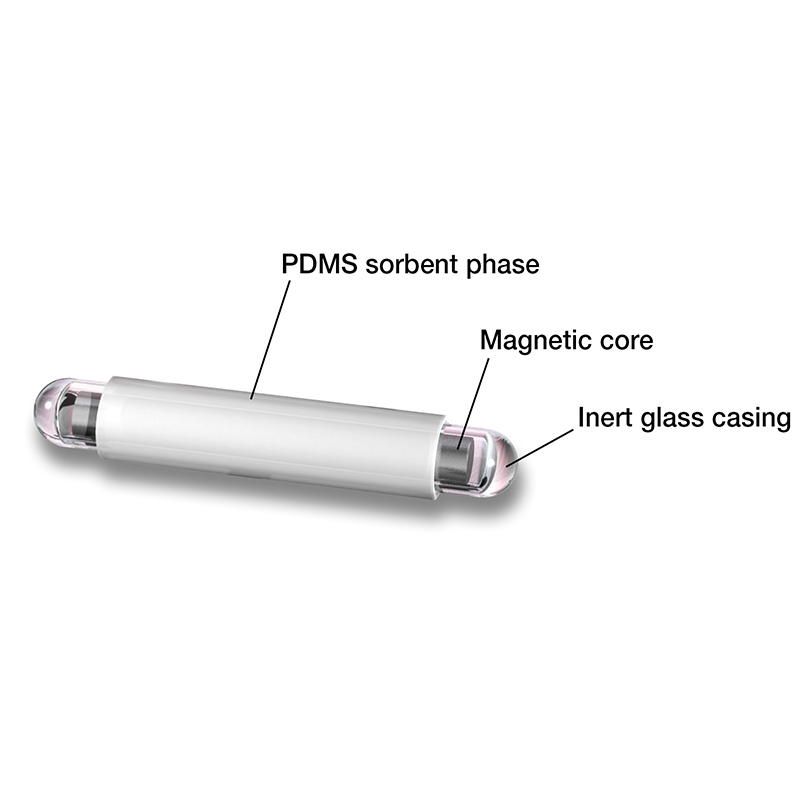 PDMS sorbent phase
Magnetic core
Inert glass casing